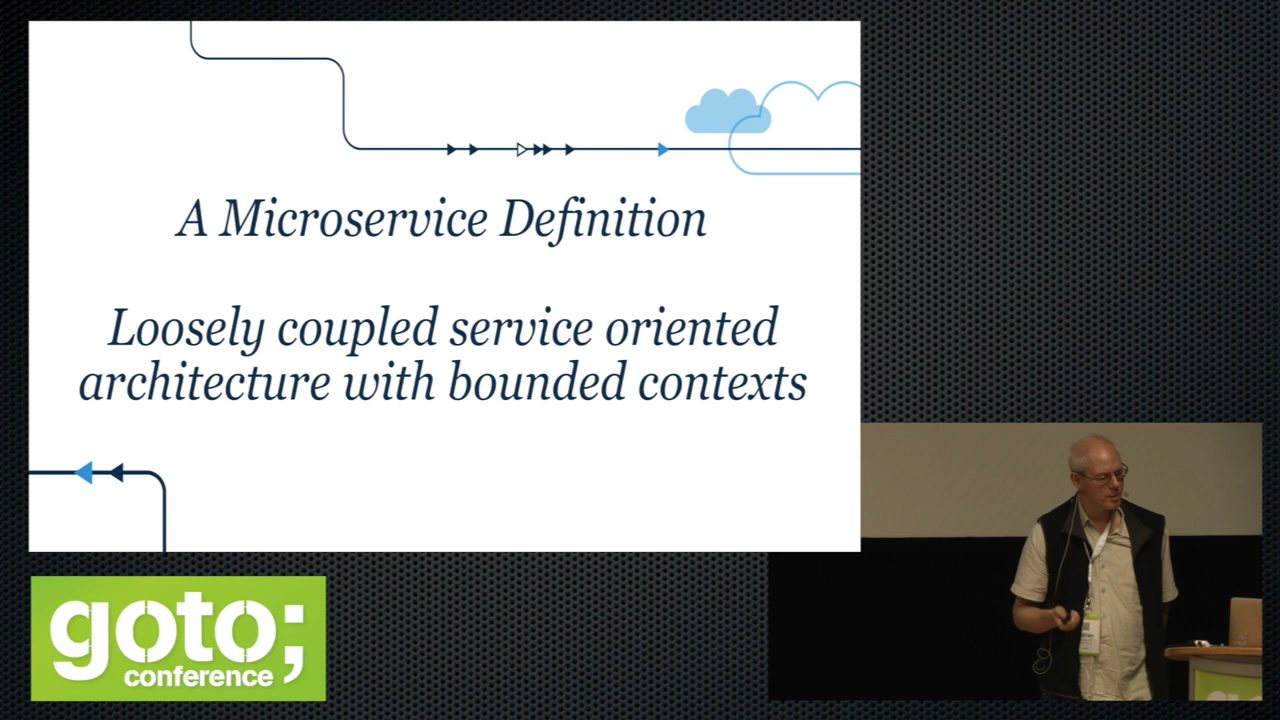 A Microservice Definition
Loosely coupled service oriented
architecture with bounded contexts
goto;
conference